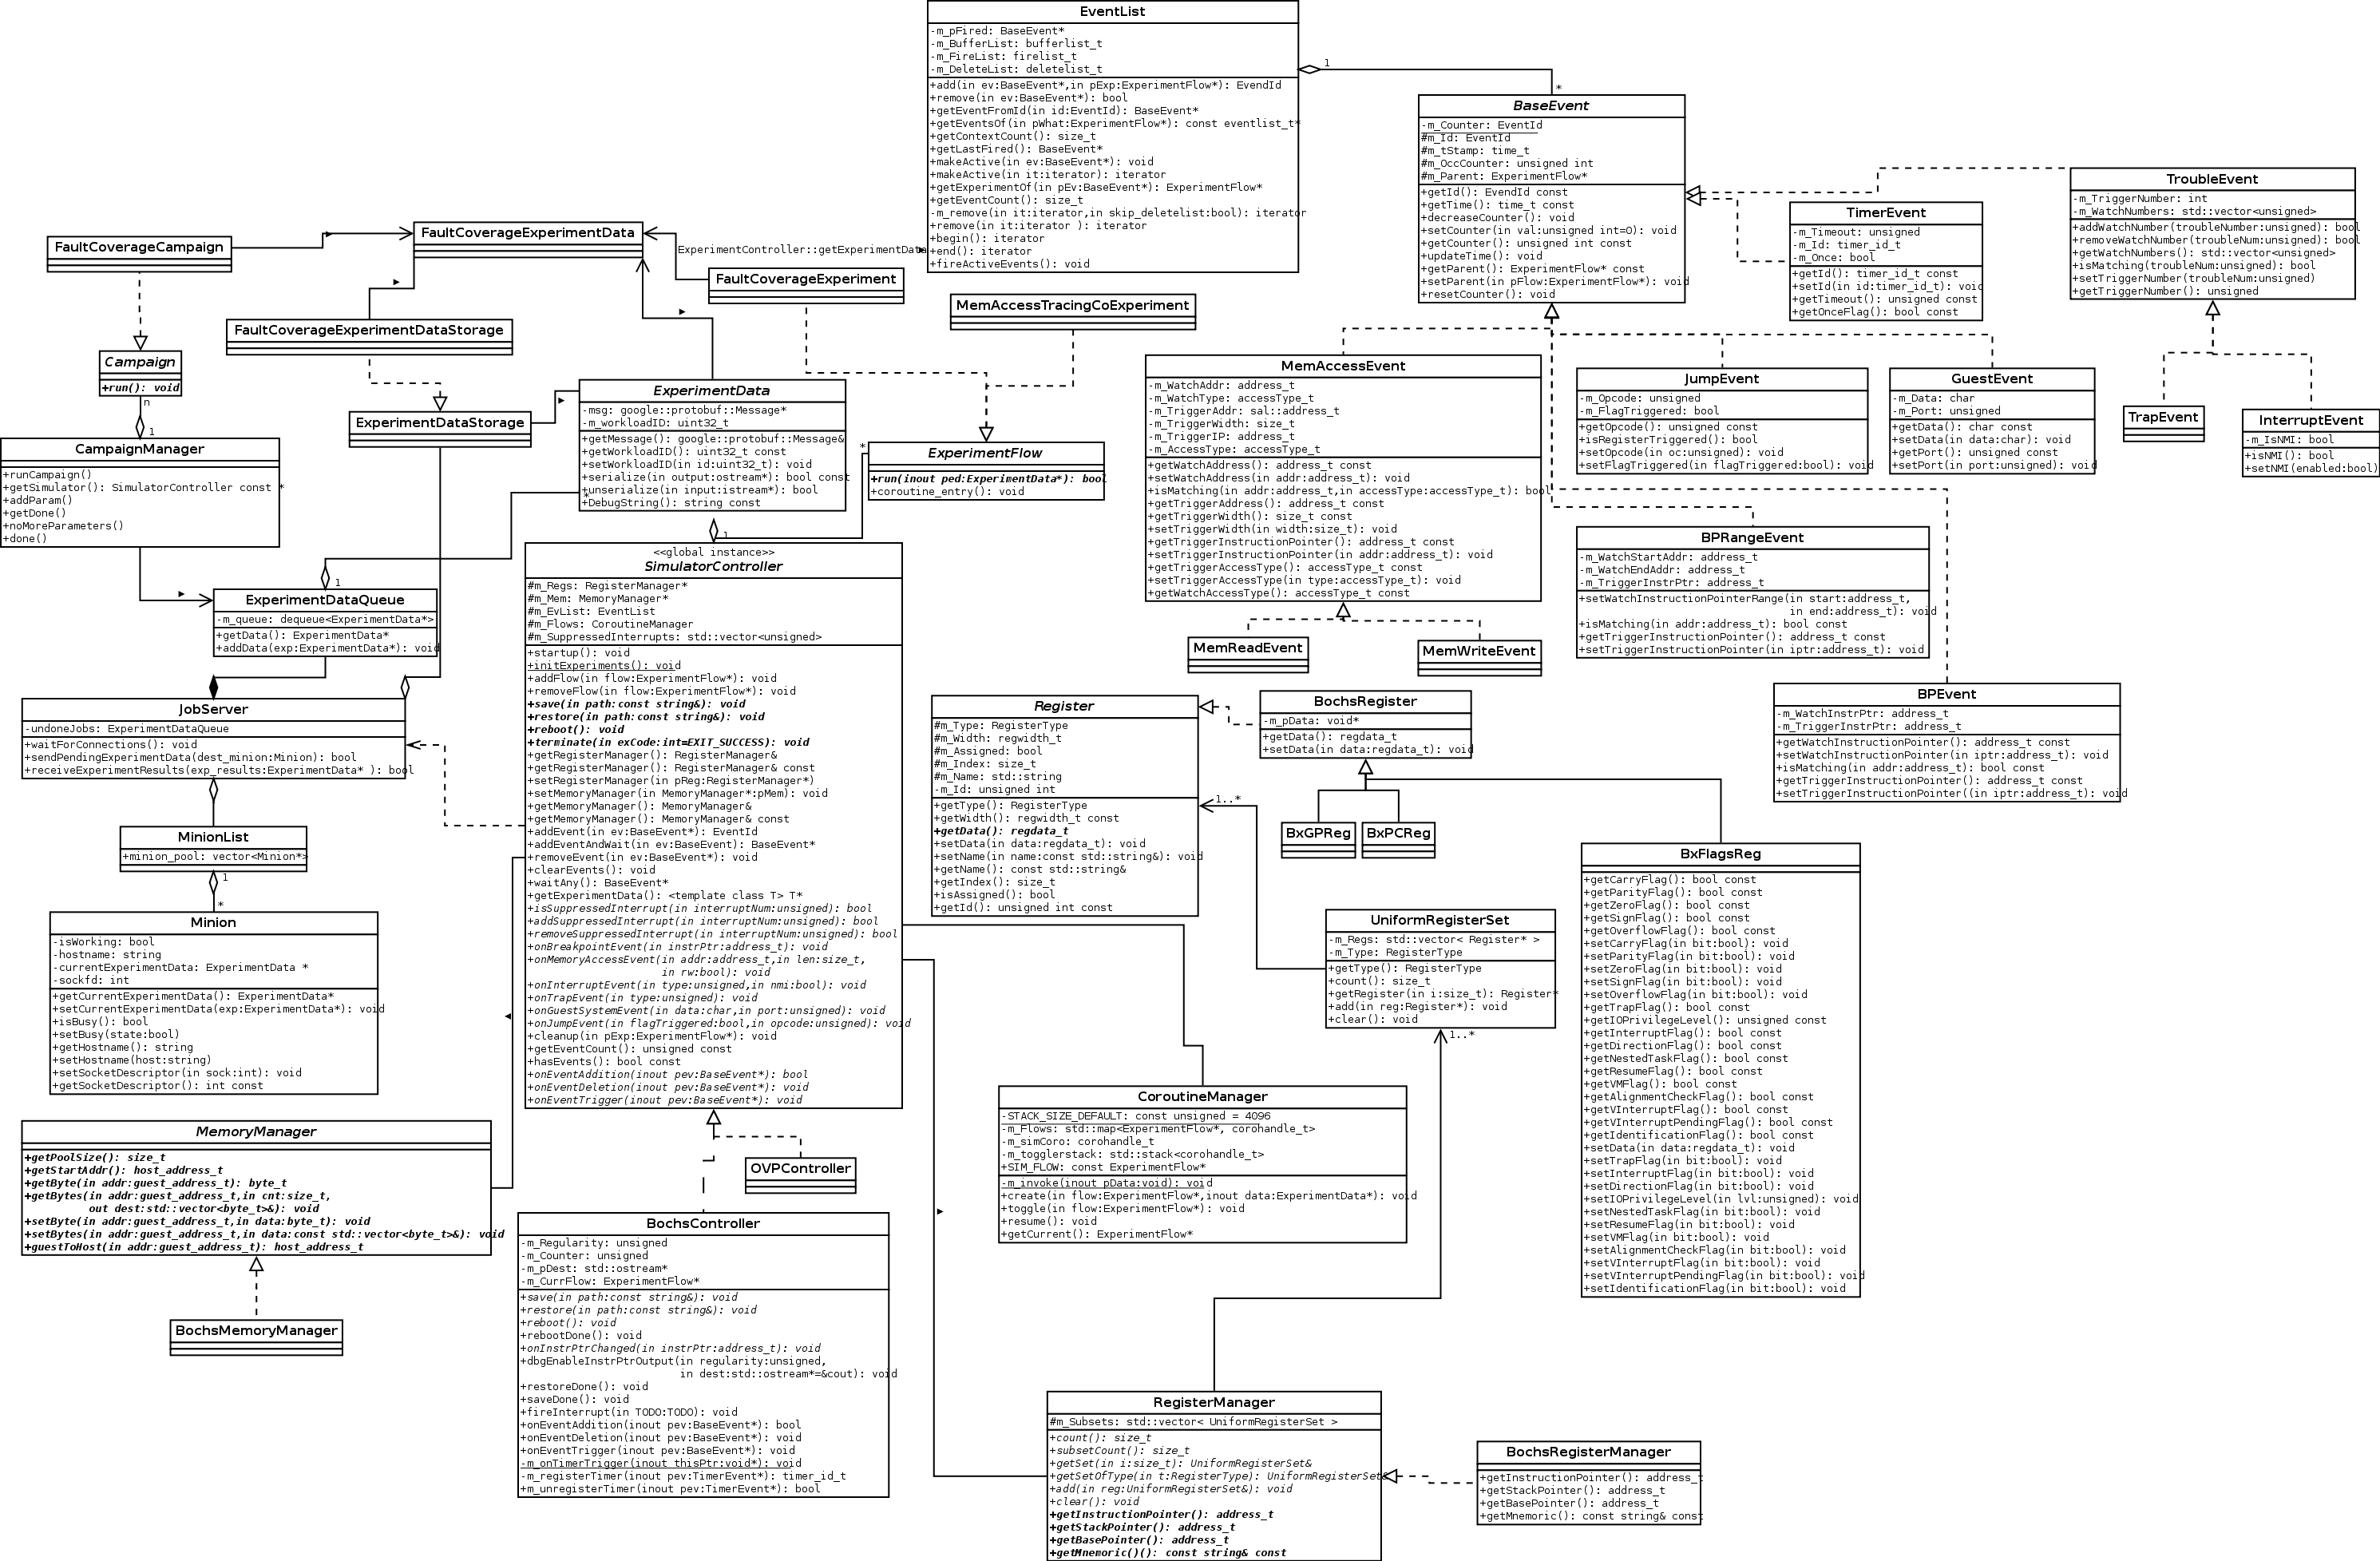 EventList
-m_pFired: BaseEvent*
-m_BufferList: bufferlist_t
-m_FireList: firelist_t
-m_DeleteList: deletelist_t
+add(in ev:BaseEvent*,in pExp:ExperimentFlow*): EvendId
+remove(in ev:BaseEvent*): bool
+getEventFromId(in id:EventId): BaseEvent*
+getEventsOf(in pWhat:ExperimentFlow*): const eventlist_t*
+getContextCount(): size_t
+getLastFired(): BaseEvent*
+makeActive(in ev:BaseEvent*): void
+makeActive(in it:iterator): iterator
+getExperimentOf(in pEv:BaseEvent*): ExperimentFlow*
+getEventCount(): size_t
-m_remove(in it:iterator,in skip_deletelist:bool): iterator
+remove(in it:iterator ): iterator
+begin(): iterator
+end(): iterator
+fireActiveEvents(): void
1
*
BaseEvent
-m_Counter: EventId
#m_Id: EventId
#m_tStamp: time_t
#m_OccCounter: unsigned int
#m_Parent: ExperimentFlow*
+getId(): EvendId const
+getTime(): time_t const
+decreaseCounter(): void
+setCounter(in val:unsigned int=0): void
+getCounter(): unsigned int const
+updateTime(): void
+getParent(): ExperimentFlow* const
+setParent(in pFlow:ExperimentFlow*): void
+resetCounter(): void
TimerEvent
-m_Timeout: unsigned
-m_Id: timer_id_t
-m_Once: bool
+getId(): timer_id_t const
+setId(in id:timer_id_t): void
+getTimeout(): unsigned const
+getOnceFlag(): bool const
TroubleEvent
-m_TriggerNumber: int
-m_WatchNumbers: std::vector<unsigned>
+addWatchNumber(troubleNumber:unsigned): bool
+removeWatchNumber(troubleNum:unsigned): bool
+getWatchNumbers(): std::vector<unsigned>
+isMatching(troubleNum:unsigned): bool
+setTriggerNumber(troubleNum:unsigned)
+getTriggerNumber(): unsigned
FaultCoverageCampaign
FaultCoverageExperimentData
ExperimentController::getExperimentData
FaultCoverageExperiment
MemAccessTracingCoExperiment
FaultCoverageExperimentDataStorage
Campaign
+run(): void
n
1
ExperimentDataStorage
ExperimentData
-msg: google::protobuf::Message*
-m_workloadID: uint32_t
+getMessage(): google::protobuf::Message&
+getWorkloadID(): uint32_t const
+setWorkloadID(in id:uint32_t): void
+serialize(in output:ostream*): bool const
+unserialize(in input:istream*): bool
+DebugString(): string const
*
*
1
ExperimentFlow
+run(inout ped:ExperimentData*): bool
+coroutine_entry(): void
MemAccessEvent
-m_WatchAddr: address_t
-m_WatchType: accessType_t
-m_TriggerAddr: sal::address_t
-m_TriggerWidth: size_t
-m_TriggerIP: address_t
-m_AccessType: accessType_t
+getWatchAddress(): address_t const
+setWatchAddress(in addr:address_t): void
+isMatching(in addr:address_t,in accessType:accessType_t): bool
+getTriggerAddress(): address_t const
+getTriggerWidth(): size_t const
+setTriggerWidth(in width:size_t): void
+getTriggerInstructionPointer(): address_t const
+setTriggerInstructionPointer(in addr:address_t): void
+getTriggerAccessType(): accessType_t const
+setTriggerAccessType(in type:accessType_t): void
+getWatchAccessType(): accessType_t const
JumpEvent
-m_Opcode: unsigned
-m_FlagTriggered: bool
+getOpcode(): unsigned const
+isRegisterTriggered(): bool
+setOpcode(in oc:unsigned): void
+setFlagTriggered(in flagTriggered:bool): void
GuestEvent
-m_Data: char
-m_Port: unsigned
+getData(): char const
+setData(in data:char): void
+getPort(): unsigned const
+setPort(in port:unsigned): void
TrapEvent
InterruptEvent
-m_IsNMI: bool
+isNMI(): bool
+setNMI(enabled:bool)
CampaignManager
+runCampaign()
+getSimulator(): SimulatorController const *
+addParam()
+getDone()
+noMoreParameters()
+done()
BPRangeEvent
-m_WatchStartAddr: address_t
-m_WatchEndAddr: address_t
-m_TriggerInstrPtr: address_t
+setWatchInstructionPointerRange(in start:address_t,
in end:address_t): void
+isMatching(in addr:address_t): bool const
+getTriggerInstructionPointer(): address_t const
+setTriggerInstructionPointer(in iptr:address_t): void
MemReadEvent
MemWriteEvent
BPEvent
-m_WatchInstrPtr: address_t
-m_TriggerInstrPtr: address_t
+getWatchInstructionPointer(): address_t const
+setWatchInstructionPointer(in iptr:address_t): void
+isMatching(in addr:address_t): bool const
+getTriggerInstructionPointer(): address_t const
+setTriggerInstructionPointer((in iptr:address_t): void
1
ExperimentDataQueue
-m_queue: dequeue<ExperimentData*>
+getData(): ExperimentData*
+addData(exp:ExperimentData*): void
JobServer
-undoneJobs: ExperimentDataQueue
+waitForConnections(): void
+sendPendingExperimentData(dest_minion:Minion): bool
+receiveExperimentResults(exp_results:ExperimentData* ): bool
MinionList
+minion_pool: vector<Minion*>
1
*
Minion
-isWorking: bool
-hostname: string
-currentExperimentData: ExperimentData *
-sockfd: int
+getCurrentExperimentData(): ExperimentData*
+setCurrentExperimentData(exp:ExperimentData*): void
+isBusy(): bool
+setBusy(state:bool)
+getHostname(): string
+setHostname(host:string)
+setSocketDescriptor(in sock:int): void
+getSocketDescriptor(): int const
<<global instance>>
SimulatorController
#m_Regs: RegisterManager*
#m_Mem: MemoryManager*
#m_EvList: EventList
#m_Flows: CoroutineManager
#m_SuppressedInterrupts: std::vector<unsigned>
+startup(): void
+initExperiments(): void
+addFlow(in flow:ExperimentFlow*): void
+removeFlow(in flow:ExperimentFlow*): void
+save(in path:const string&): void
+restore(in path:const string&): void
+reboot(): void
+terminate(in exCode:int=EXIT_SUCCESS): void
+getRegisterManager(): RegisterManager&
+getRegisterManager(): RegisterManager& const
+setRegisterManager(in pReg:RegisterManager*)
+setMemoryManager(in MemoryManager*:pMem): void
+getMemoryManager(): MemoryManager&
+getMemoryManager(): MemoryManager& const
+addEvent(in ev:BaseEvent*): EventId
+addEventAndWait(in ev:BaseEvent): BaseEvent*
+removeEvent(in ev:BaseEvent*): void
+clearEvents(): void
+waitAny(): BaseEvent*
+getExperimentData(): <template class T> T*
+isSuppressedInterrupt(in interruptNum:unsigned): bool
+addSuppressedInterrupt(in interruptNum:unsigned): bool
+removeSuppressedInterrupt(in interruptNum:unsigned): bool
+onBreakpointEvent(in instrPtr:address_t): void
+onMemoryAccessEvent(in addr:address_t,in len:size_t,
in rw:bool): void
+onInterruptEvent(in type:unsigned,in nmi:bool): void
+onTrapEvent(in type:unsigned): void
+onGuestSystemEvent(in data:char,in port:unsigned): void
+onJumpEvent(in flagTriggered:bool,in opcode:unsigned): void
+cleanup(in pExp:ExperimentFlow*): void
+getEventCount(): unsigned const
+hasEvents(): bool const
+onEventAddition(inout pev:BaseEvent*): bool
+onEventDeletion(inout pev:BaseEvent*): void
+onEventTrigger(inout pev:BaseEvent*): void
Register
#m_Type: RegisterType
#m_Width: regwidth_t
#m_Assigned: bool
#m_Index: size_t
#m_Name: std::string
-m_Id: unsigned int
+getType(): RegisterType
+getWidth(): regwidth_t const
+getData(): regdata_t
+setData(in data:regdata_t): void
+setName(in name:const std::string&): void
+getName(): const std::string&
+getIndex(): size_t
+isAssigned(): bool
+getId(): unsigned int const
1..*
BochsRegister
-m_pData: void*
+getData(): regdata_t
+setData(in data:regdata_t): void
BxGPReg
BxPCReg
BxFlagsReg
+getCarryFlag(): bool const
+getParityFlag(): bool const
+getZeroFlag(): bool const
+getSignFlag(): bool const
+getOverflowFlag(): bool const
+setCarryFlag(in bit:bool): void
+setParityFlag(in bit:bool): void
+setZeroFlag(in bit:bool): void
+setSignFlag(in bit:bool): void
+setOverflowFlag(in bit:bool): void
+getTrapFlag(): bool const
+getIOPrivilegeLevel(): unsigned const
+getInterruptFlag(): bool const
+getDirectionFlag(): bool const
+getNestedTaskFlag(): bool const
+getResumeFlag(): bool const
+getVMFlag(): bool const
+getAlignmentCheckFlag(): bool const
+getVInterruptFlag(): bool const
+getVInterruptPendingFlag(): bool const
+getIdentificationFlag(): bool const
+setData(in data:regdata_t): void
+setTrapFlag(in bit:bool): void
+setInterruptFlag(in bit:bool): void
+setDirectionFlag(in bit:bool): void
+setIOPrivilegeLevel(in lvl:unsigned): void
+setNestedTaskFlag(in bit:bool): void
+setResumeFlag(in bit:bool): void
+setVMFlag(in bit:bool): void
+setAlignmentCheckFlag(in bit:bool): void
+setVInterruptFlag(in bit:bool): void
+setVInterruptPendingFlag(in bit:bool): void
+setIdentificationFlag(in bit:bool): void
UniformRegisterSet
-m_Regs: std::vector< Register* >
-m_Type: RegisterType
+getType(): RegisterType
+count(): size_t
+getRegister(in i:size_t): Register*
+add(in reg:Register*): void
+clear(): void
1..*
CoroutineManager
-STACK_SIZE_DEFAULT: const unsigned = 4096
-m_Flows: std::map<ExperimentFlow*, corohandle_t>
-m_simCoro: corohandle_t
-m_togglerstack: std::stack<corohandle_t>
+SIM_FLOW: const ExperimentFlow*
-m_invoke(inout pData:void): void
+create(in flow:ExperimentFlow*,inout data:ExperimentData*): void
+toggle(in flow:ExperimentFlow*): void
+resume(): void
+getCurrent(): ExperimentFlow*
MemoryManager
+getPoolSize(): size_t
+getStartAddr(): host_address_t
+getByte(in addr:guest_address_t): byte_t
+getBytes(in addr:guest_address_t,in cnt:size_t,
out dest:std::vector<byte_t>&): void
+setByte(in addr:guest_address_t,in data:byte_t): void
+setBytes(in addr:guest_address_t,in data:const std::vector<byte_t>&): void
+guestToHost(in addr:guest_address_t): host_address_t
BochsMemoryManager
OVPController
BochsController
-m_Regularity: unsigned
-m_Counter: unsigned
-m_pDest: std::ostream*
-m_CurrFlow: ExperimentFlow*
+save(in path:const string&): void
+restore(in path:const string&): void
+reboot(): void
+rebootDone(): void
+onInstrPtrChanged(in instrPtr:address_t): void
+dbgEnableInstrPtrOutput(in regularity:unsigned,
in dest:std::ostream*=&cout): void
+restoreDone(): void
+saveDone(): void
+fireInterrupt(in TODO:TODO): void
+onEventAddition(inout pev:BaseEvent*): bool
+onEventDeletion(inout pev:BaseEvent*): void
+onEventTrigger(inout pev:BaseEvent*): void
-m_onTimerTrigger(inout thisPtr:void*): void
-m_registerTimer(inout pev:TimerEvent*): timer_id_t
+m_unregisterTimer(inout pev:TimerEvent*): bool
RegisterManager
#m_Subsets: std::vector< UniformRegisterSet >
+count(): size_t
+subsetCount(): size_t
+getSet(in i:size_t): UniformRegisterSet&
+getSetOfType(in t:RegisterType): UniformRegisterSet&
+add(in reg:UniformRegisterSet&): void
+clear(): void
+getInstructionPointer(): address_t
+getStackPointer(): address_t
+getBasePointer(): address_t
+getMnemoric()(): const string& const
BochsRegisterManager
+getInstructionPointer(): address_t
+getStackPointer(): address_t
+getBasePointer(): address_t
+getMnemoric(): const string& const